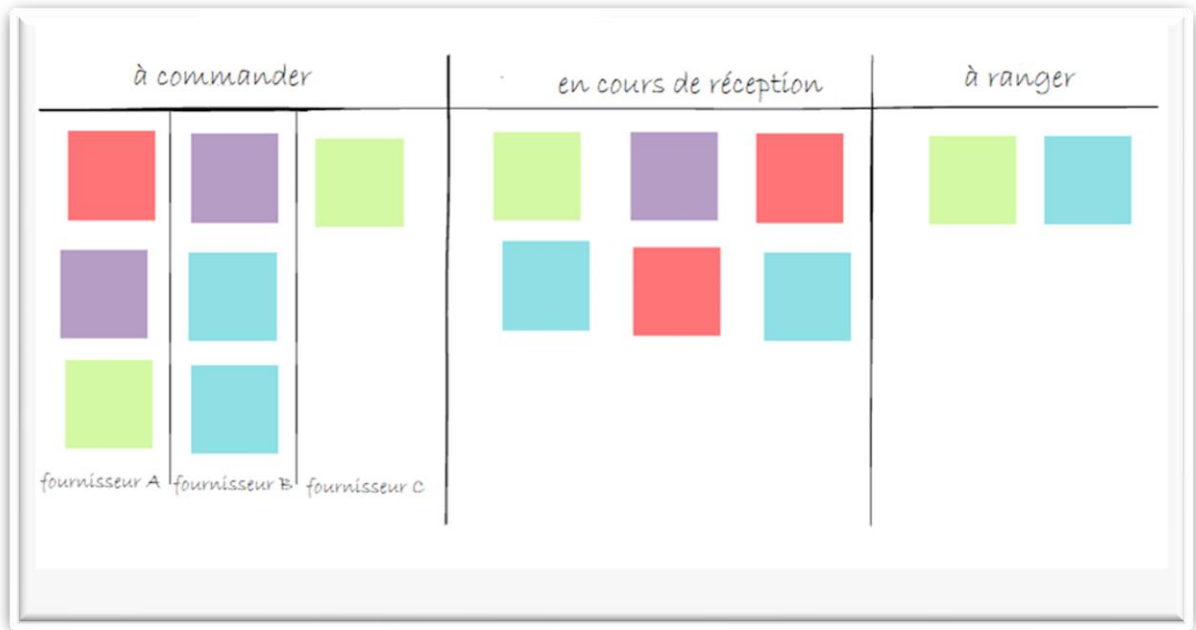 à commander
en cours de réception
à ranger
fournisseur A
fournisseur B
fournisseur C